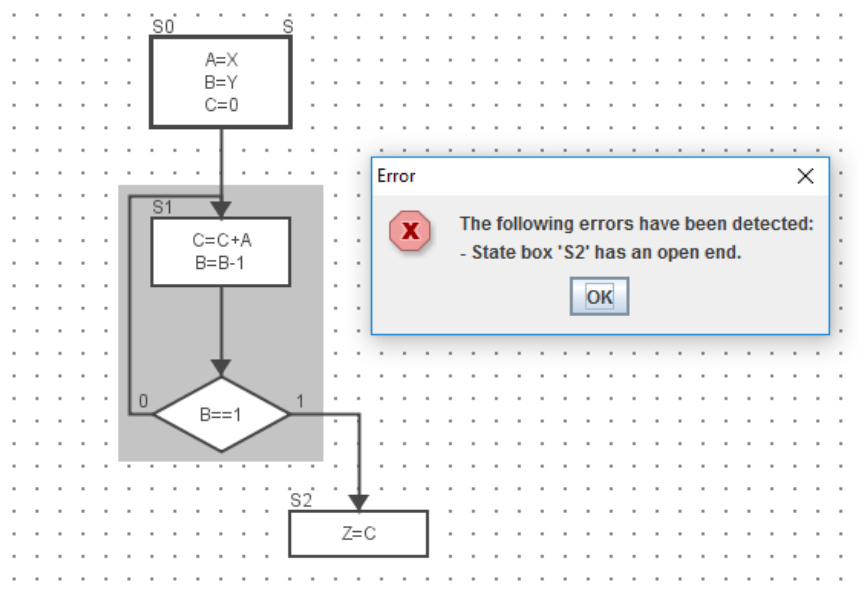 S0 S
A=X
B=Y
C=0
Error
The following errors have been detected:
- State box 'S2' has an open end.
OK
S1
C=C+A
B=B-1
0 B==1 1
S2
Z=C